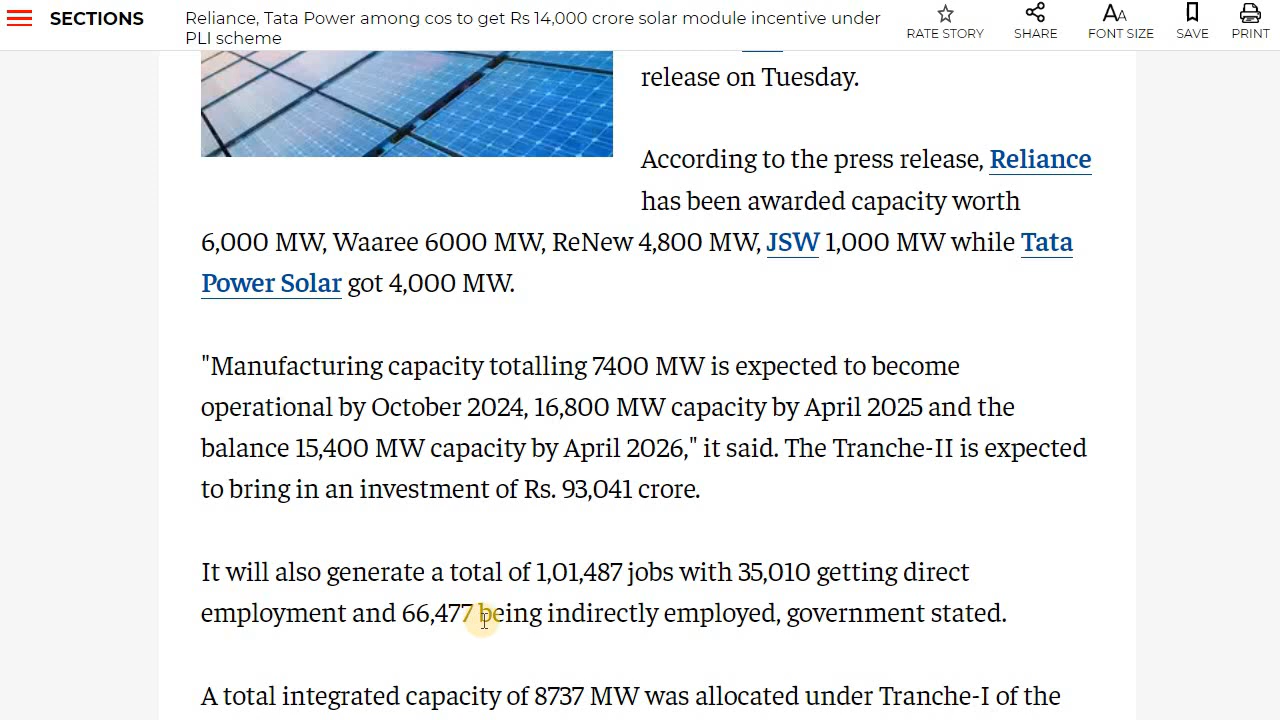 SECTIONS
Reliance, Tata Power among cos to get Rs 14,000 crore solar module incentive under
PLI scheme
RATE STORY
SHARE
FONT SIZE
SAVE
PRINT
release on Tuesday.
According to the press release, Reliance
has been awarded capacity worth
6,000 MW, Waaree 6000 MW, ReNew 4,800 MW, JSW 1,000 MW while Tata
Power Solar got 4,000 MW.
"Manufacturing capacity totalling 7400 MW is expected to become
operational by October 2024, 16,800 MW capacity by April 2025 and the
balance 15,400 MW capacity by April 2026," it said. The Tranche-II is expected
to bring in an investment of Rs. 93,041 crore.
It will also generate a total of 1,01,487 jobs with 35,010 getting direct
employment and 66,477 being indirectly employed, government stated.
A total integrated capacity of 8737 MW was allocated under Tranche-I of the